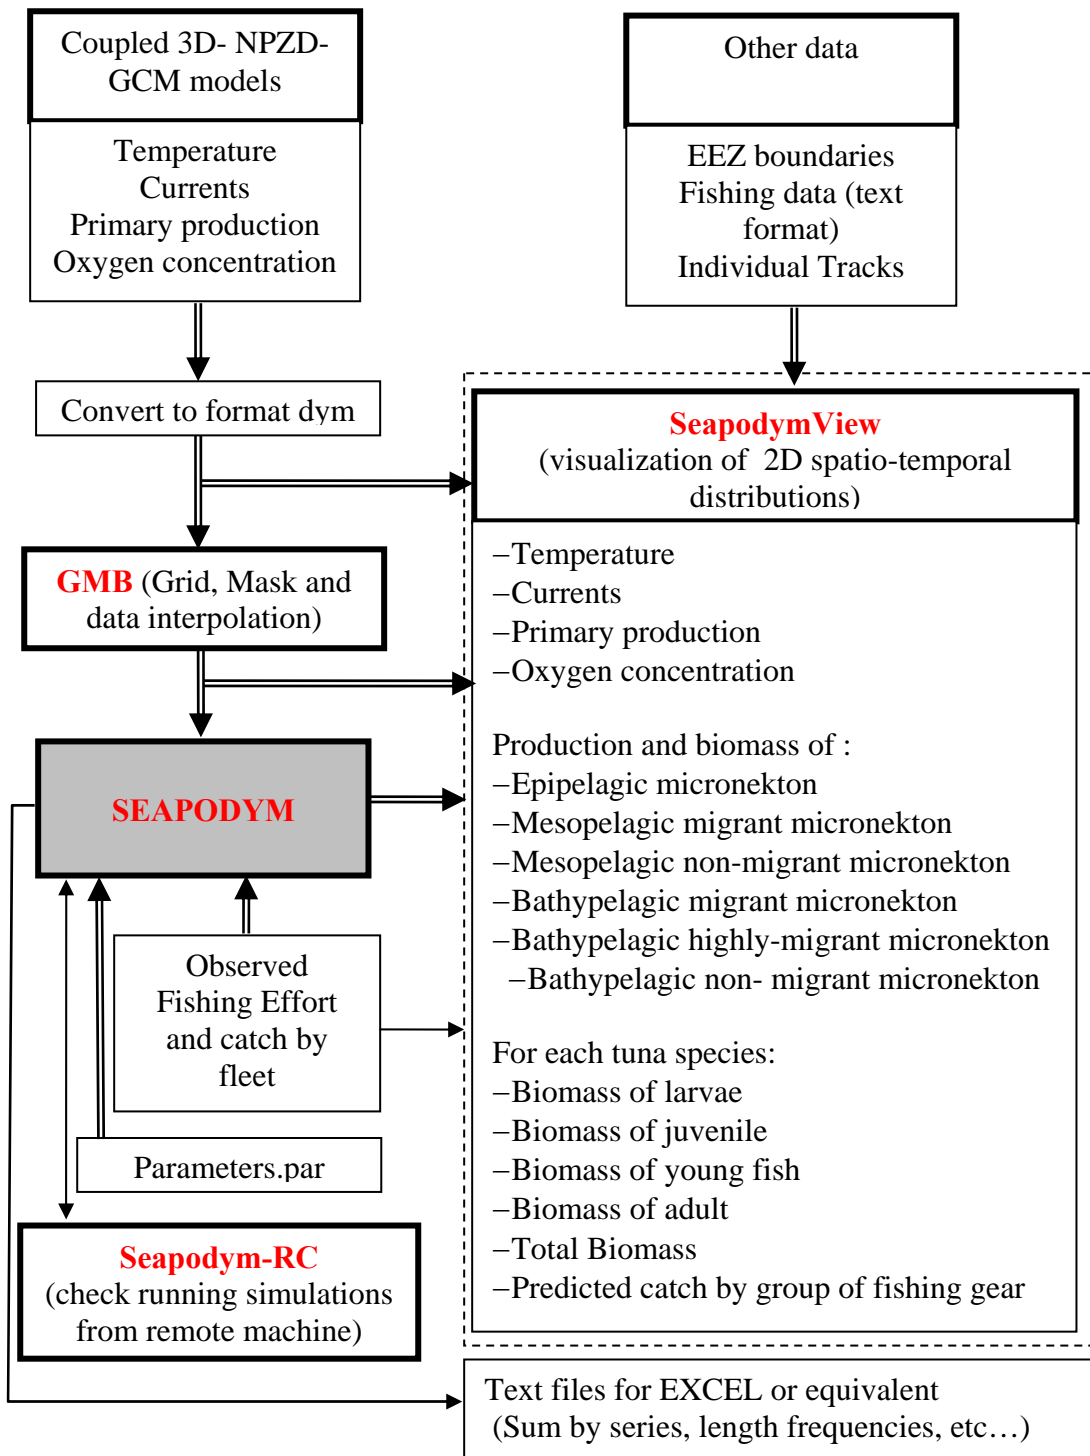 Coupled 3D- NPZD-
GCM models
Temperature
Currents
Primary production
Oxygen concentration
Other data
EEZ boundaries
Fishing data (text
format)
Individual Tracks
Convert to format dym
GMB (Grid, Mask and
data interpolation)
SEAPODYM
Observed
Fishing Effort
and catch by
fleet
Parameters.par
Seapodym-RC
(check running simulations
from remote machine)
SeapodymView
(visualization of 2D spatio-temporal
distributions)
−Temperature
−Currents
−Primary production
−Oxygen concentration
Production and biomass of :
−Epipelagic micronekton
−Mesopelagic migrant micronekton
−Mesopelagic non-migrant micronekton
−Bathypelagic migrant micronekton
−Bathypelagic highly-migrant micronekton
−Bathypelagic non- migrant micronekton
For each tuna species:
−Biomass of larvae
−Biomass of juvenile
−Biomass of young fish
−Biomass of adult
−Total Biomass
−Predicted catch by group of fishing gear
Text files for EXCEL or equivalent
(Sum by series, length frequencies, etc…)